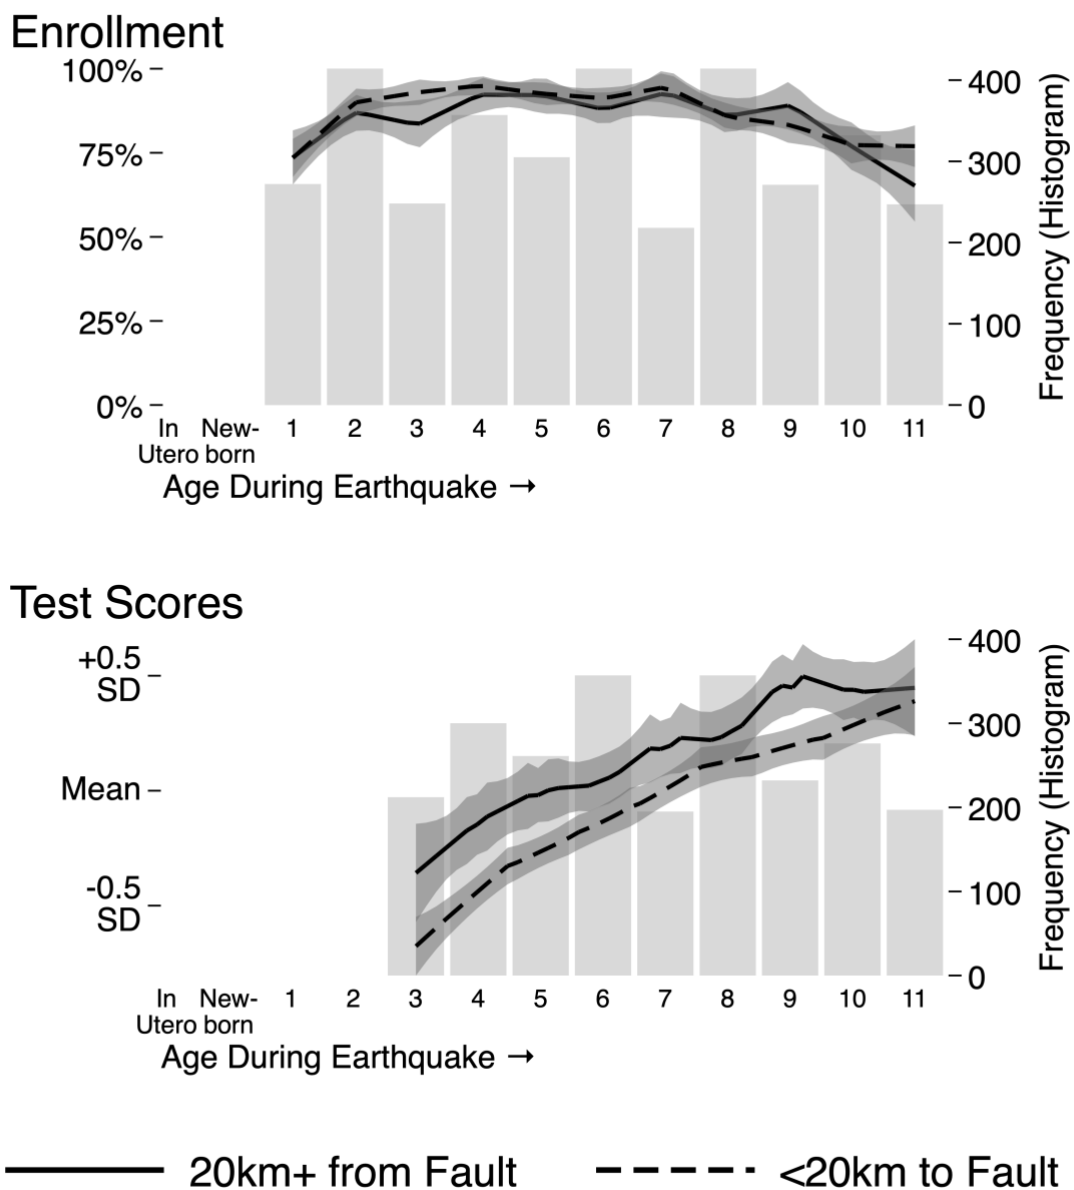 Enrollment
100%
75%
50%
25%
0%
400
300
200
100
0
Frequency (Histogram)
In Utero
New-born
1 2 3 4 5 6 7 8 9 10 11
Age During Earthquake →
Test Scores
+0.5 SD
Mean
-0.5 SD
400
300
200
100
0
Frequency (Histogram)
In Utero
New-born
1 2 3 4 5 6 7 8 9 10 11
Age During Earthquake →
20km+ from Fault
<20km to Fault